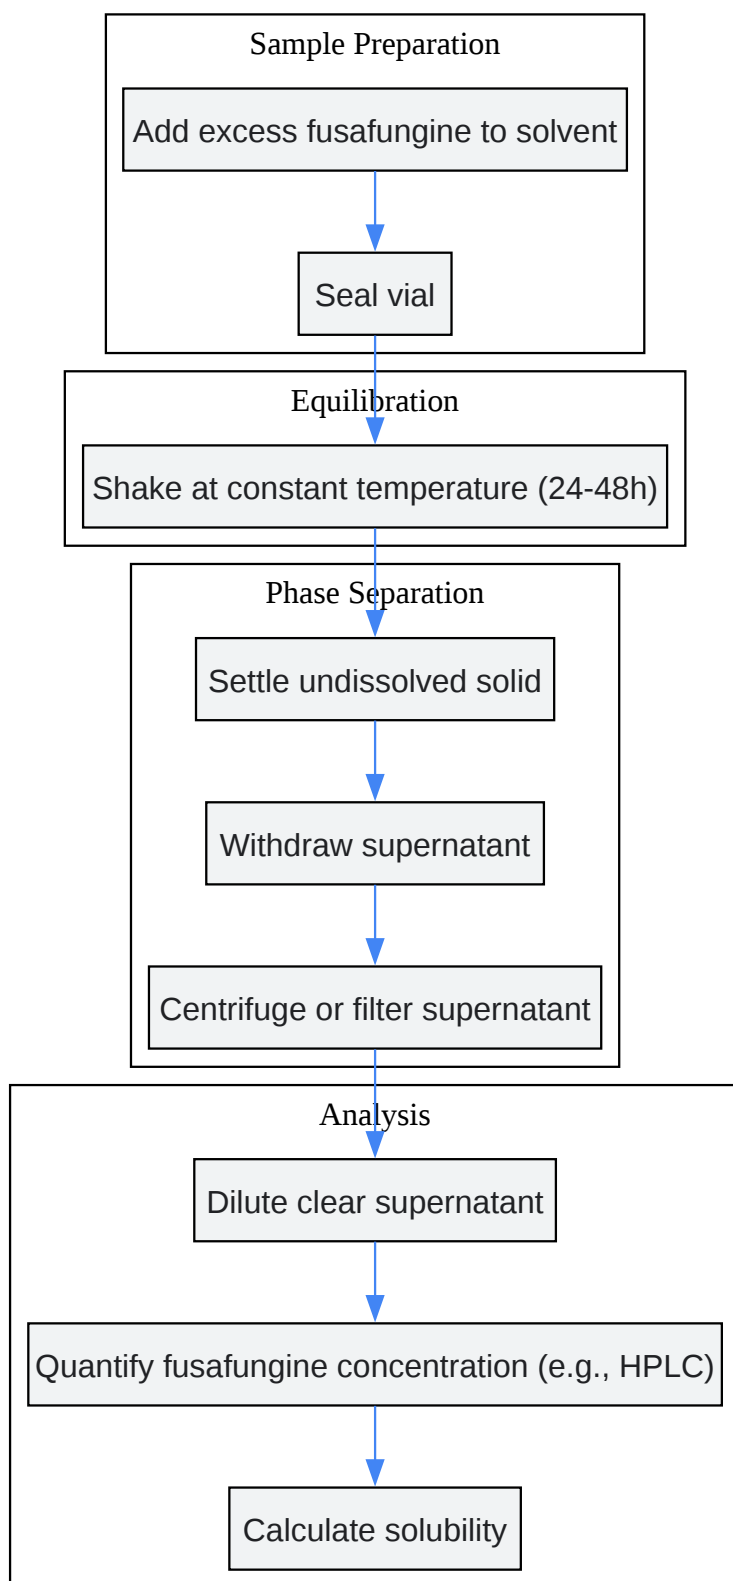 Sample Preparation
Add excess fusafungine to solvent
Seal vial
Equilibration
Shake at constant temperature (24-48h)
Phase Separation
Settle undissolved solid
Withdraw supernatant
Centrifuge or filter supernatant
Analysis
Dilute clear supernatant
Quantify fusafungine concentration (e.g., HPLC)
Calculate solubility